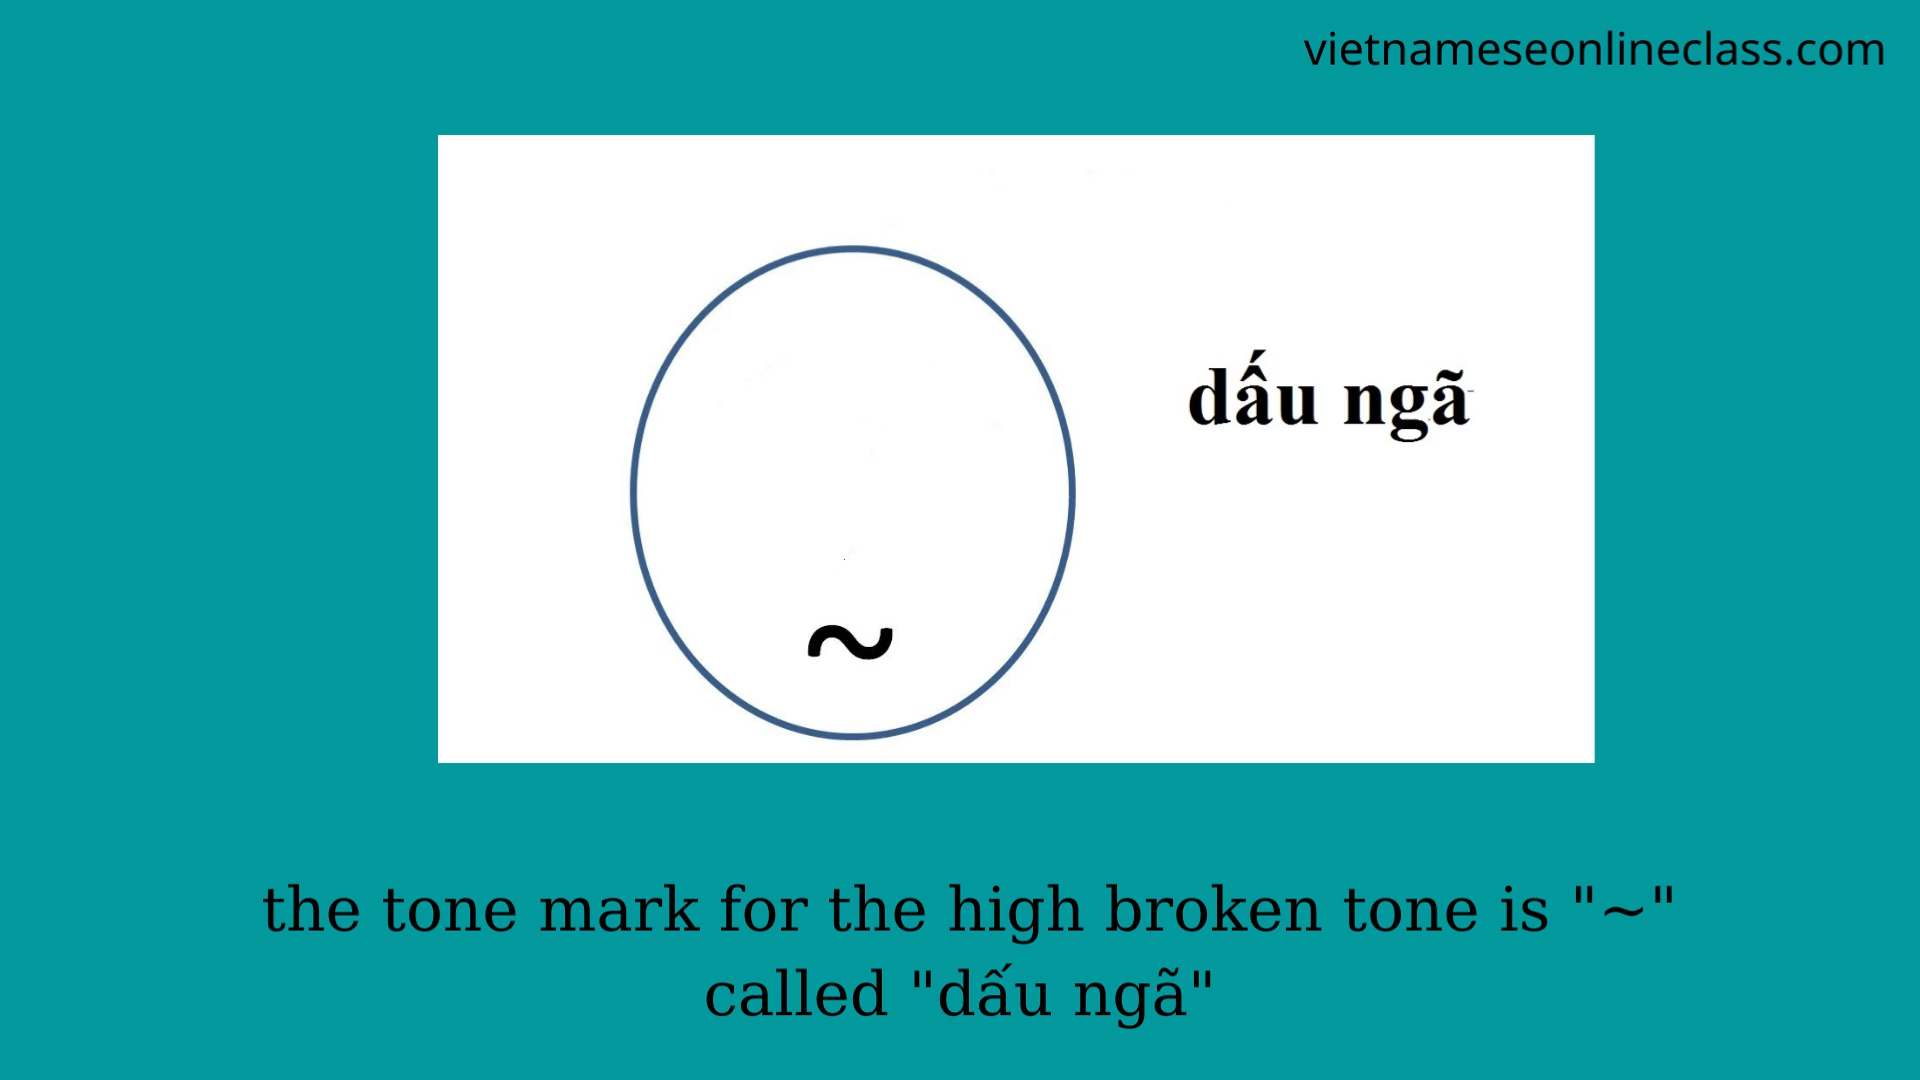 vietnameseonlineclass.com
dấu ngã
~
the tone mark for the high broken tone is "~"
called "dấu ngã"